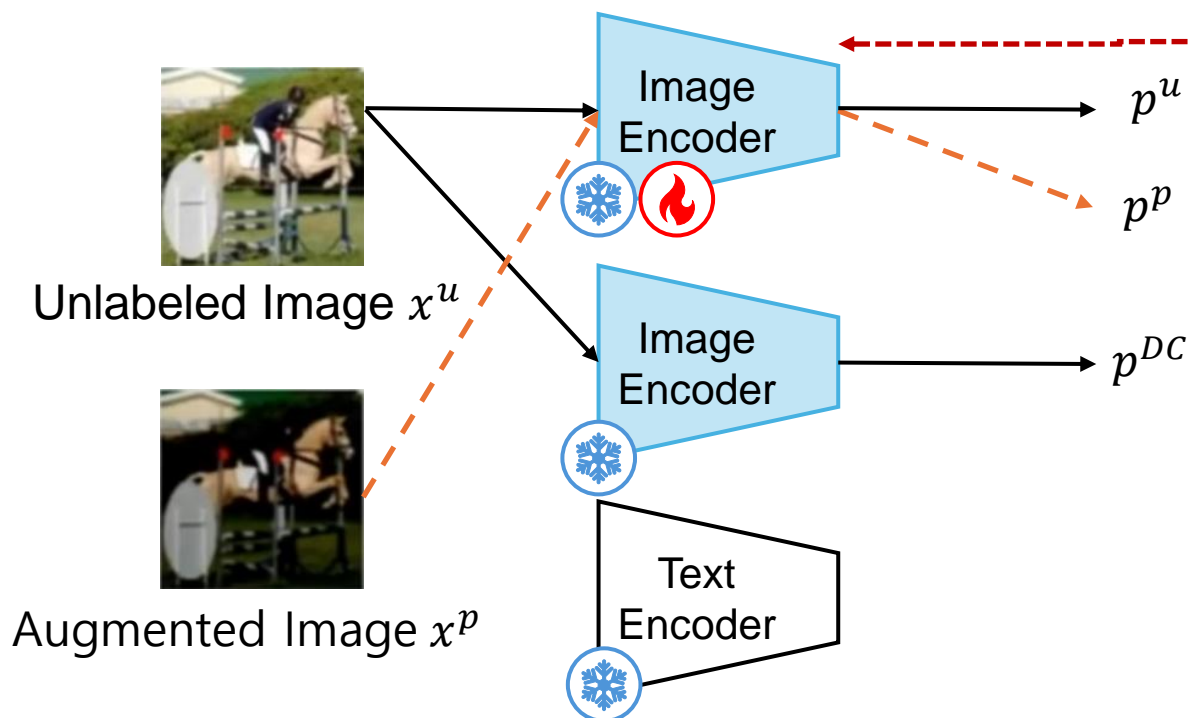 Image
Encoder
p^u
p^p
Unlabeled Image x^u
Image
Encoder
p^{DC}
Augmented Image x^p
Text
Encoder